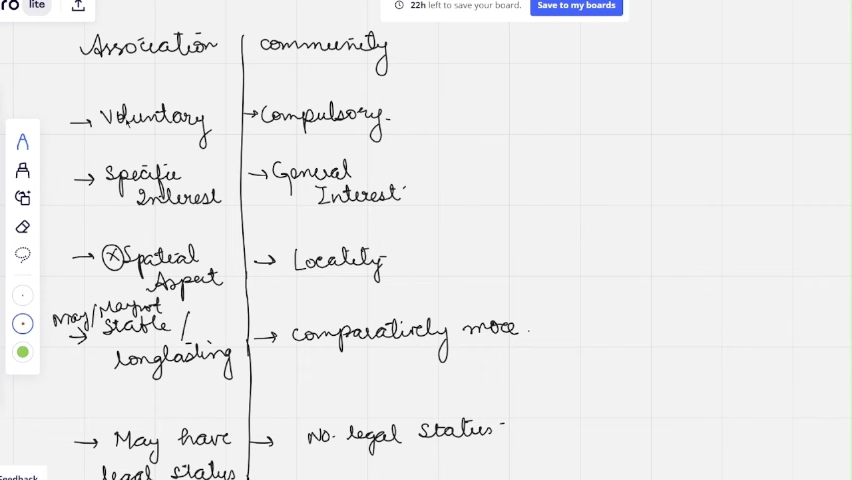 ro lite
22h left to save your board. Save to my boards
Association
community
→ Voluntary
→ Compulsory.
→ Specific
Interest
→ General
Interest.
→ ⓧ Spatial
Aspect
→ Locality
May/May not
→ Stable /
longlasting
→ comparatively more.
→ May have
legal status
→ No. legal status
Feedback